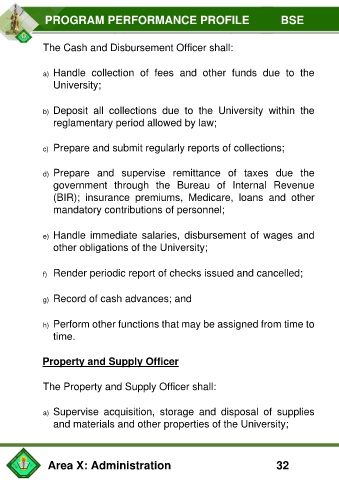 PROGRAM PERFORMANCE PROFILE BSE
The Cash and Disbursement Officer shall:
a) Handle collection of fees and other funds due to the
University;
b) Deposit all collections due to the University within the
reglamentary period allowed by law;
c) Prepare and submit regularly reports of collections;
d) Prepare and supervise remittance of taxes due the
government through the Bureau of Internal Revenue
(BIR); insurance premiums, Medicare, loans and other
mandatory contributions of personnel;
e) Handle immediate salaries, disbursement of wages and
other obligations of the University;
f) Render periodic report of checks issued and cancelled;
g) Record of cash advances; and
h) Perform other functions that may be assigned from time to
time.
Property and Supply Officer
The Property and Supply Officer shall:
a) Supervise acquisition, storage and disposal of supplies
and materials and other properties of the University;
Area X: Administration 32